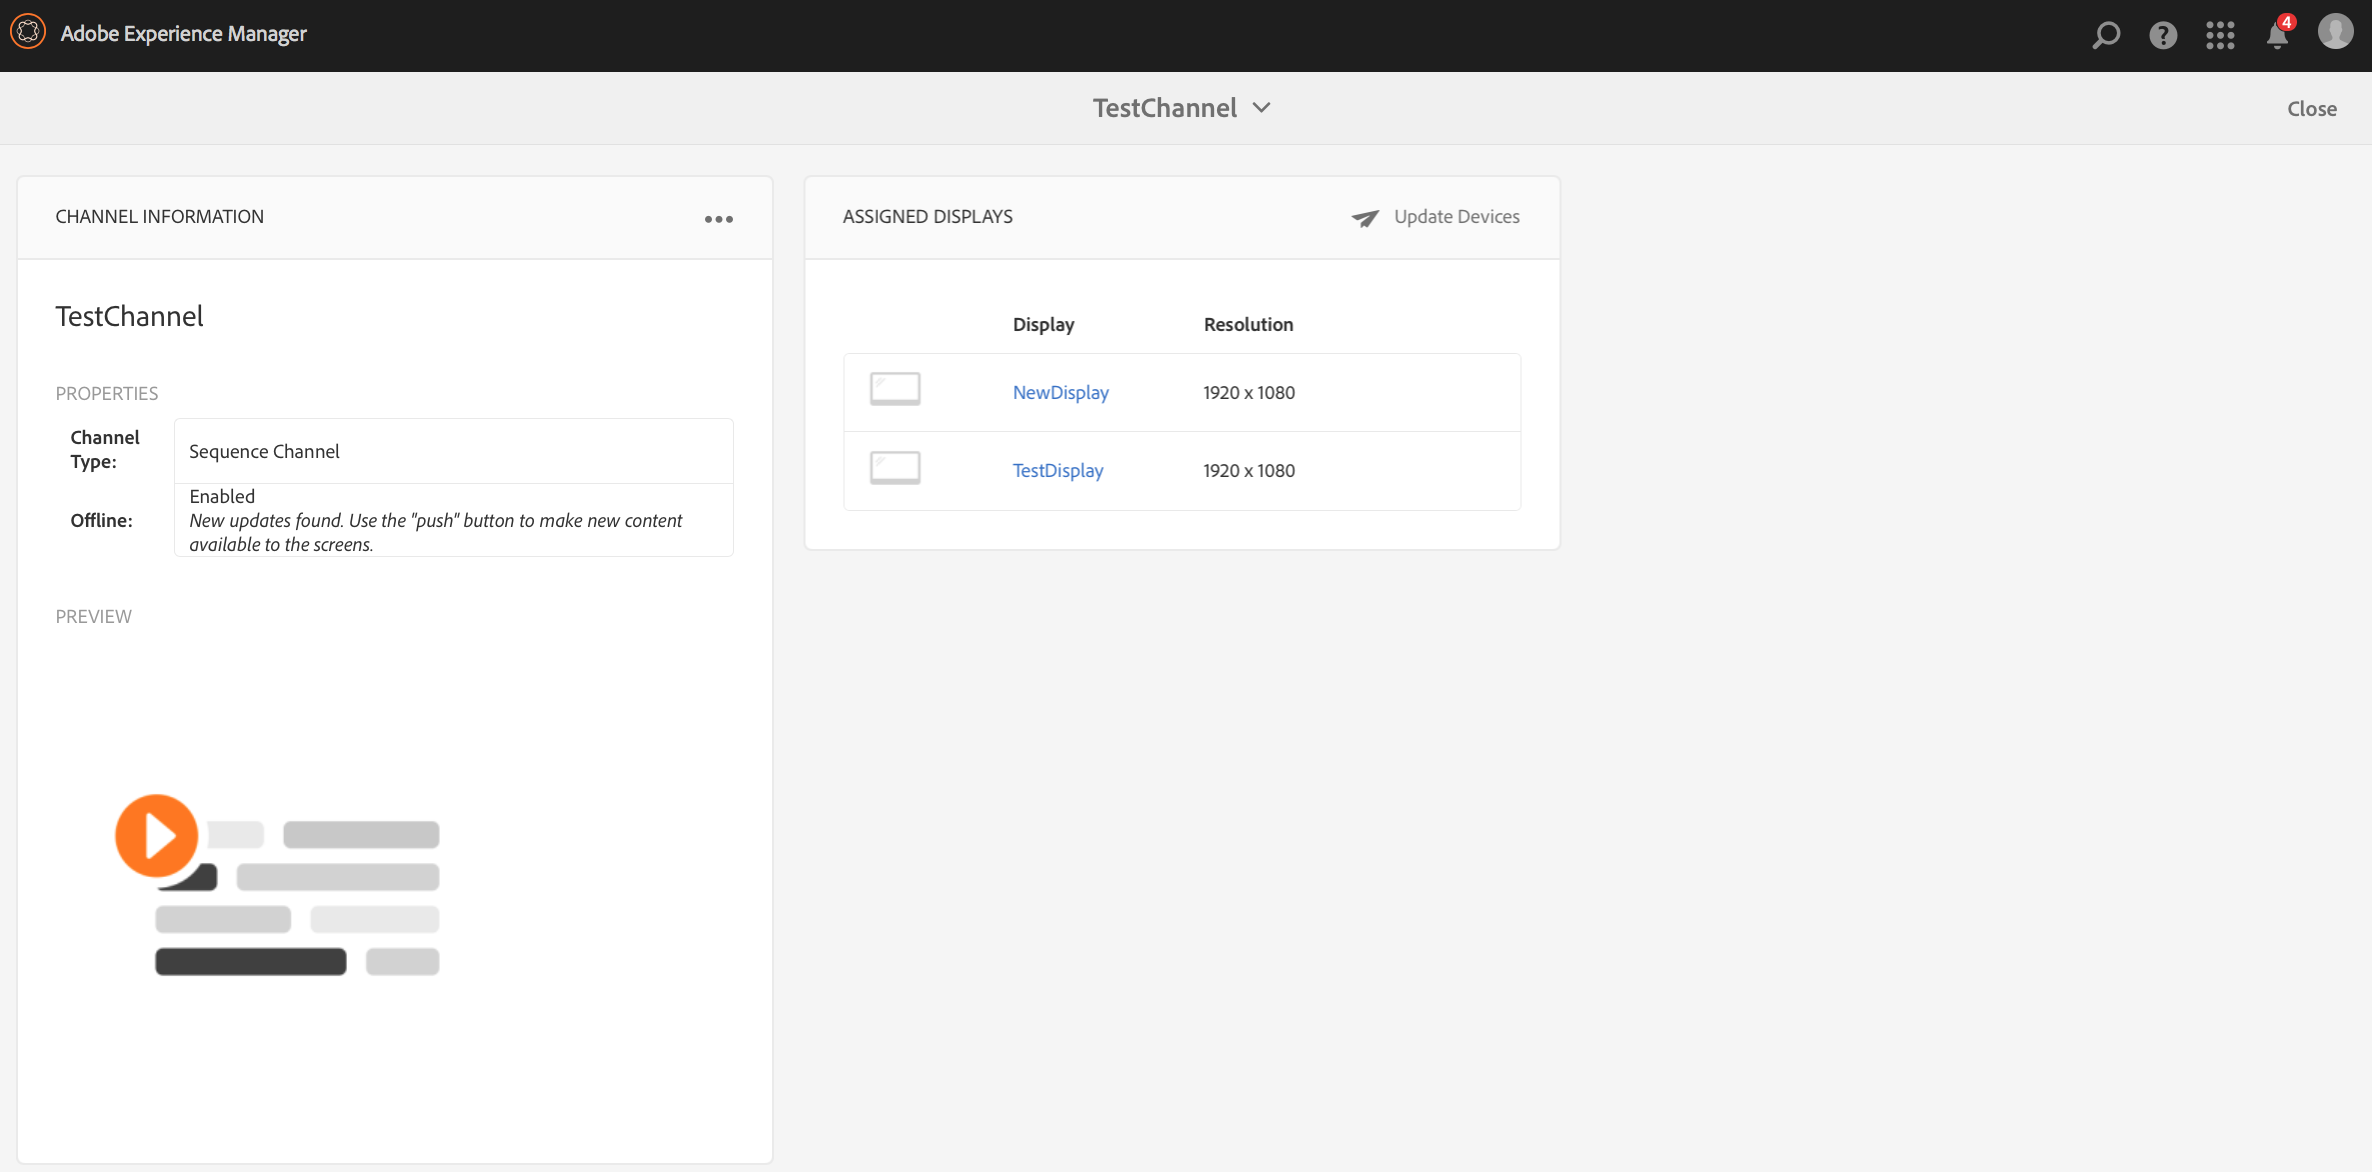 Adobe Experience Manager
4
TestChannel
Close
CHANNEL INFORMATION
TestChannel
PROPERTIES
Channel
Type:
Sequence Channel
Offline:
Enabled
New updates found. Use the "push" button to make new content
available to the screens.
PREVIEW
ASSIGNED DISPLAYS
Update Devices
Display Resolution
NewDisplay 1920 x 1080
TestDisplay 1920 x 1080